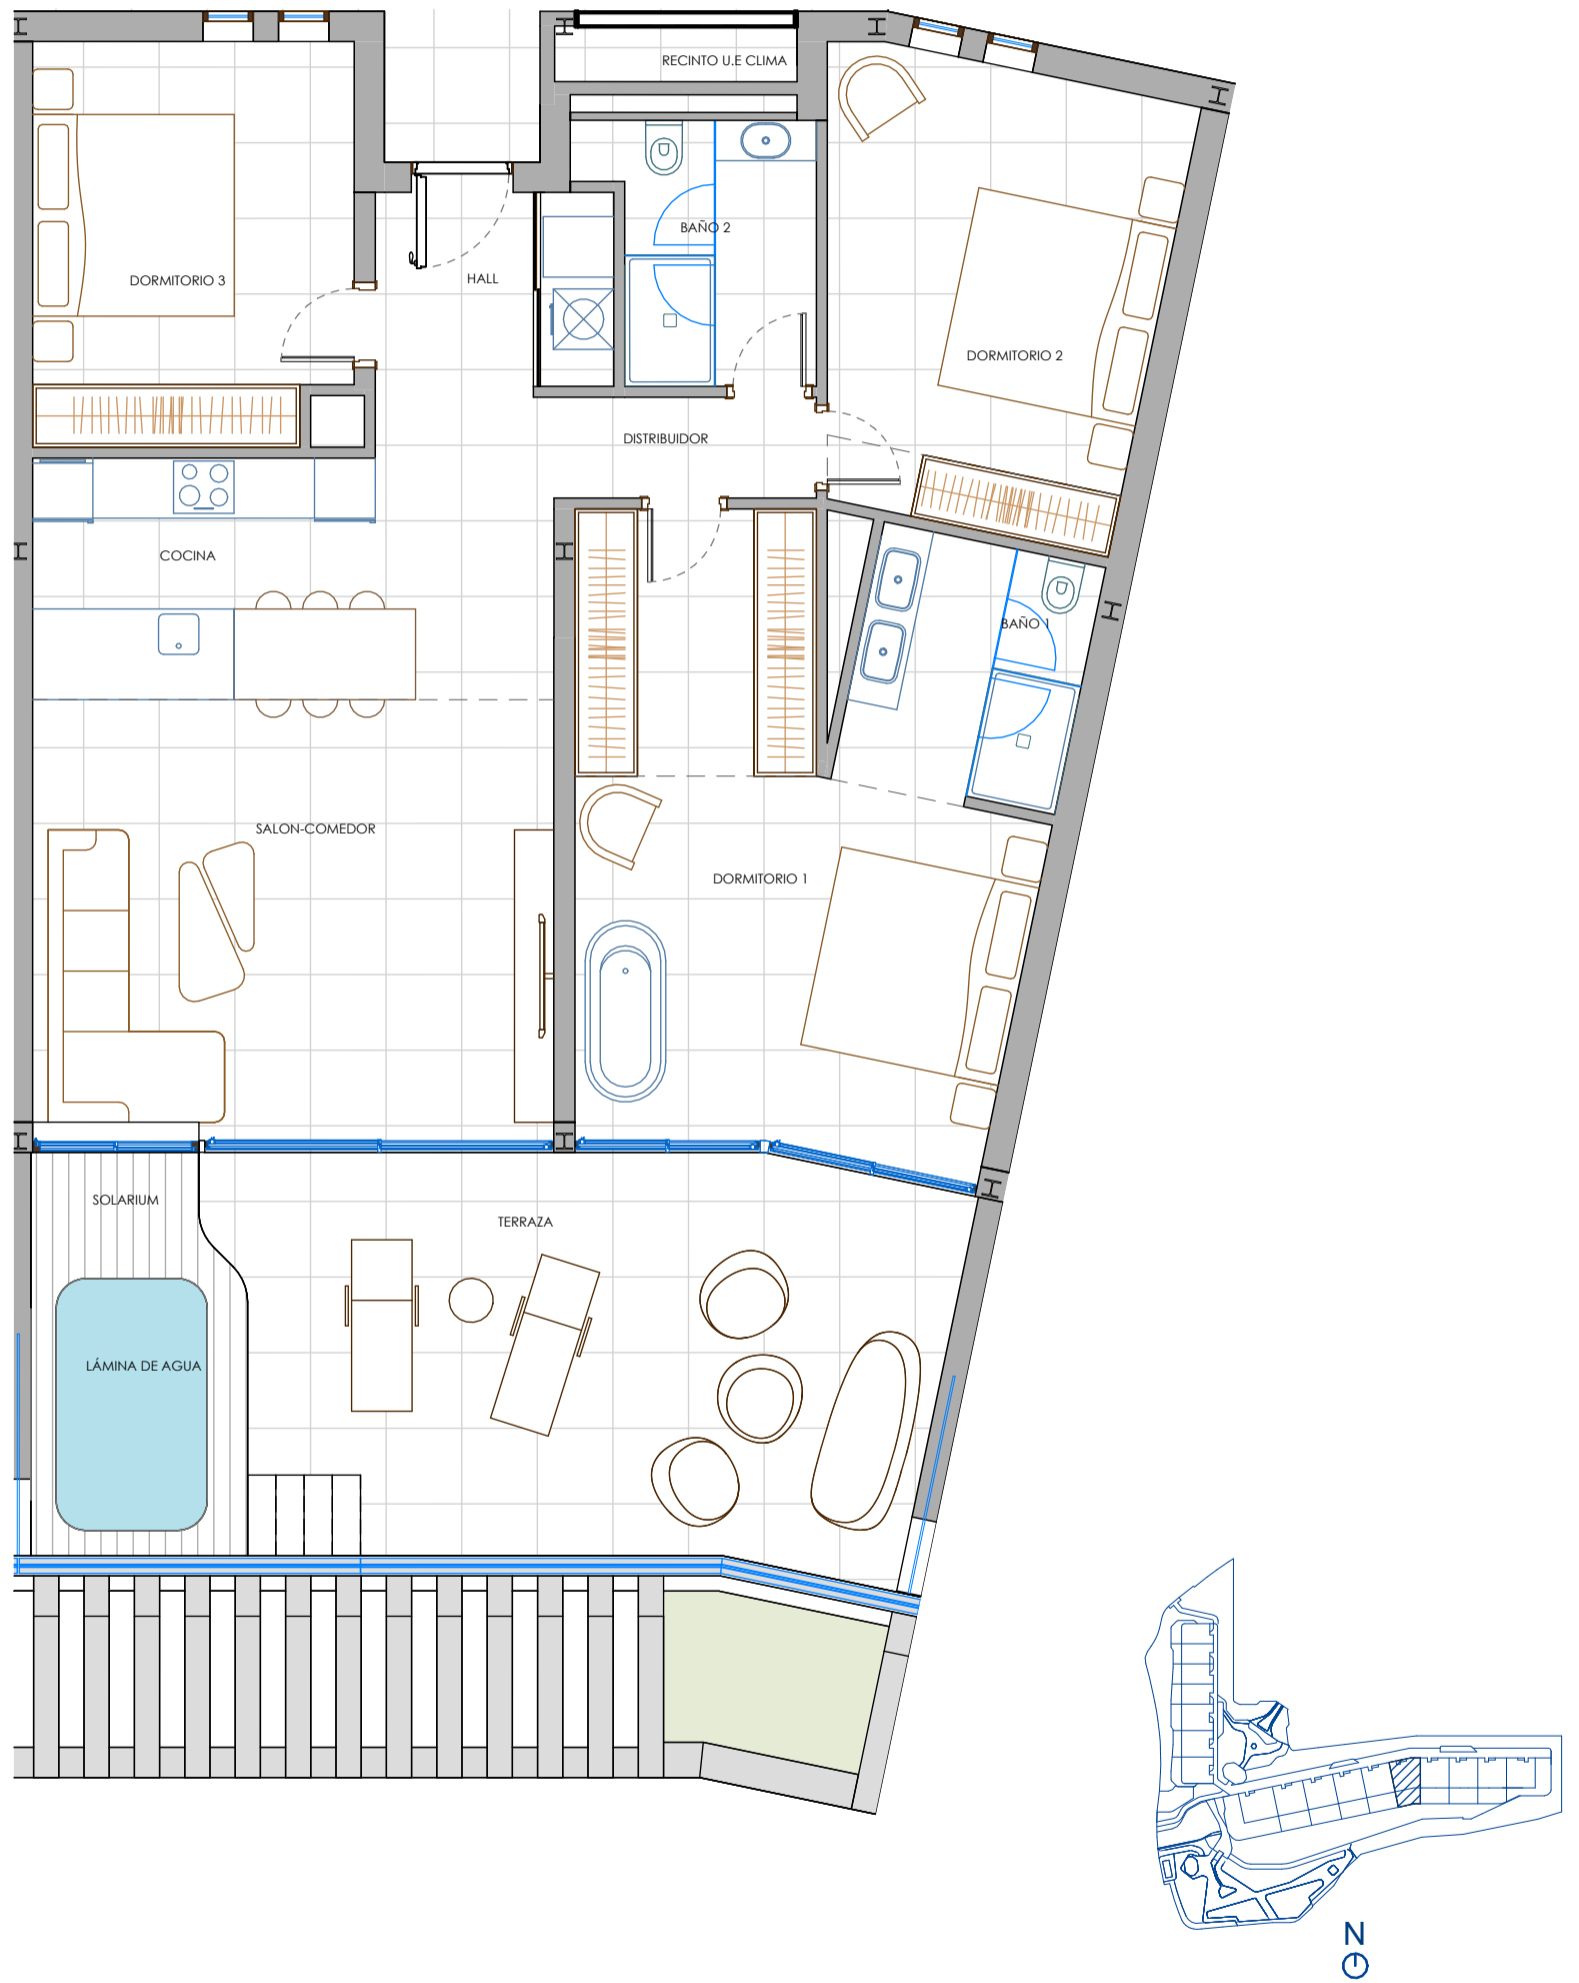 RECINTO U.E CLIMA
BAÑO 2
DORMITORIO 3
HALL
DORMITORIO 2
DISTRIBUIDOR
COCINA
BAÑO 1
SALON-COMEDOR
DORMITORIO 1
SOLARIUM
TERRAZA
LÁMINA DE AGUA
N